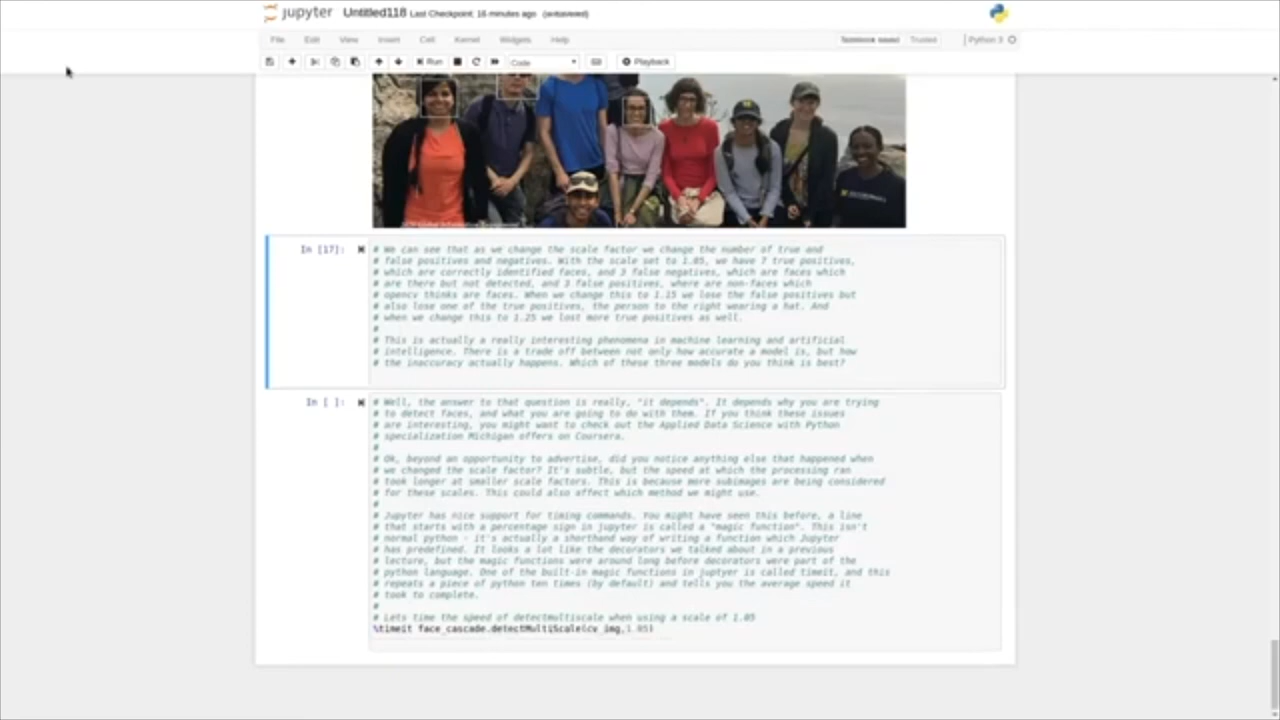 jupyter Untitled118 Last Checkpoint: 16 minutes ago (unsaved)
File Edit View Insert Cell Kernel Widgets Help Notebook saved Trusted Python 3
Run Code Playback
In [17]:
# We can see that as we change the scale factor we change the number of true and
# false positives and negatives. With the scale set to 1.05, we have 7 true positives,
# which are correctly identified faces, and 3 false negatives, which are faces which
# are there but not detected, and 3 false positives, where are non-faces which
# opencv thinks are faces. When we change this to 1.15 we lose the false positives but
# also lose one of the true positives, the person to the right wearing a hat. And
# when we change this to 1.25 we lost more true positives as well.
#
# This is actually a really interesting phenomena in machine learning and artificial
# intelligence. There is a trade off between not only how accurate a model is, but how
# the inaccuracy actually happens. Which of these three models do you think is best?
In [ ]:
# Well, the answer to that question is really, "it depends". It depends why you are trying
# to detect faces, and what you are going to do with them. If you think these issues
# are interesting, you might want to check out the Applied Data Science with Python
# specialization Michigan offers on Coursera.
#
# Ok, beyond an opportunity to advertise, did you notice anything else that happened when
# we changed the scale factor? It's subtle, but the speed at which the processing ran
# took longer at smaller scale factors. This is because more subimages are being considered
# for these scales. This could also affect which method we might use.
#
# Jupyter has nice support for timing commands. You might have seen this before, a line
# that starts with a percentage sign in jupyter is called a "magic function". This isn't
# normal python - it's actually a shorthand way of writing a function which Jupyter
# has predefined. It looks a lot like the decorators we talked about in a previous
# lecture, but the magic functions were around long before decorators were part of the
# python language. One of the built-in magic functions in juptyer is called timeit, and this
# repeats a piece of python ten times (by default) and tells you the average speed it
# took to complete.
#
# Lets time the speed of detectmultiscale when using a scale of 1.05
%timeit face_cascade.detectMultiScale(cv_img,1.05)